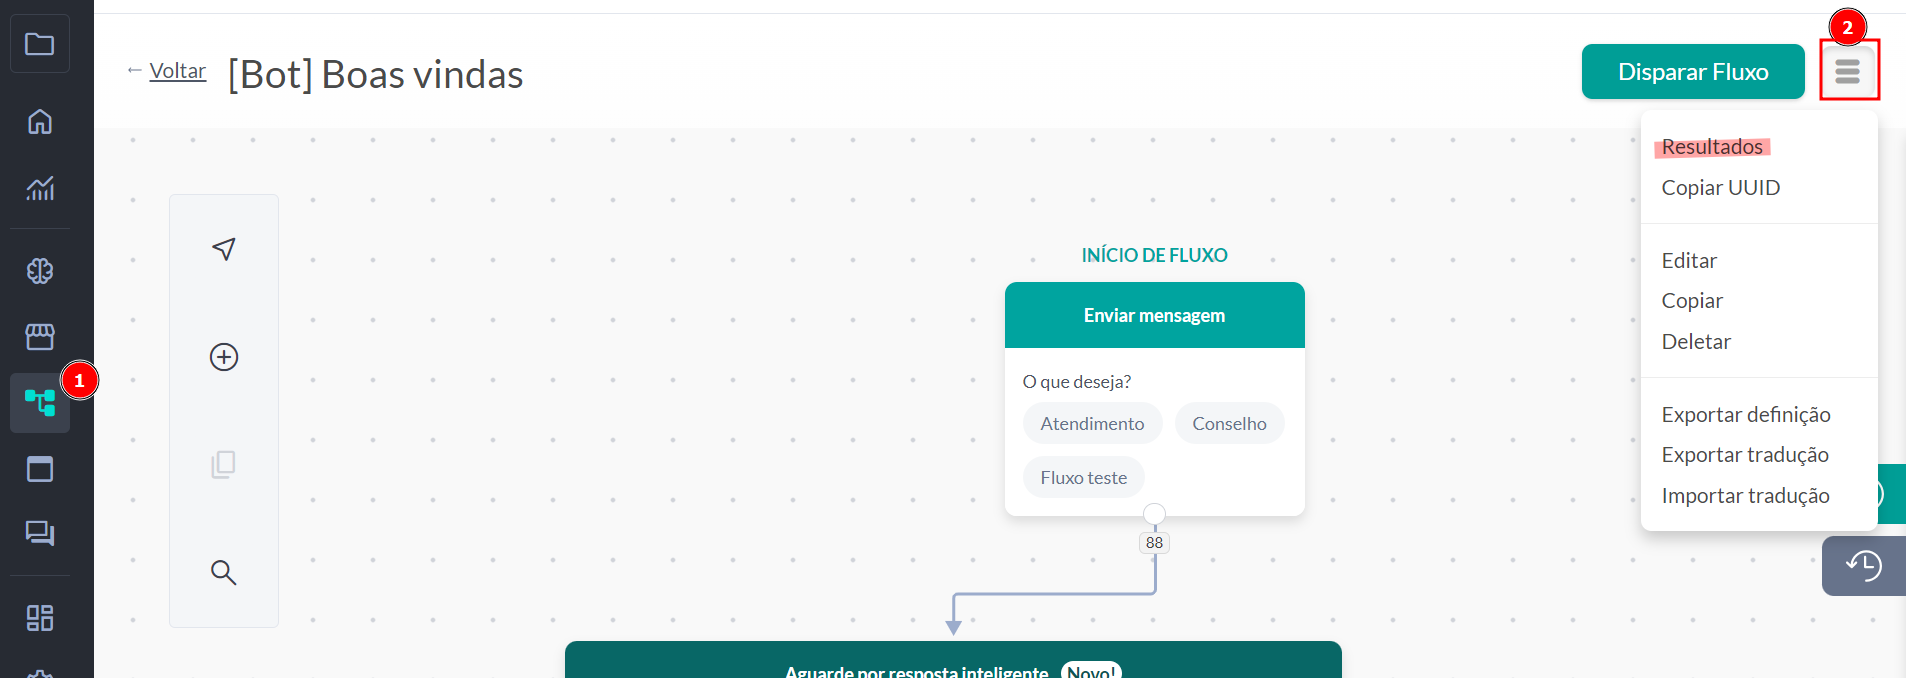 2
← Voltar [Bot] Boas vindas
Disparar Fluxo
Resultados
Copiar UUID
Editar
Copiar
Deletar
Exportar definição
Exportar tradução
Importar tradução
1
INÍCIO DE FLUXO
Enviar mensagem
O que deseja?
Atendimento Conselho
Fluxo teste
88
Aguarde por resposta inteligente Novo!